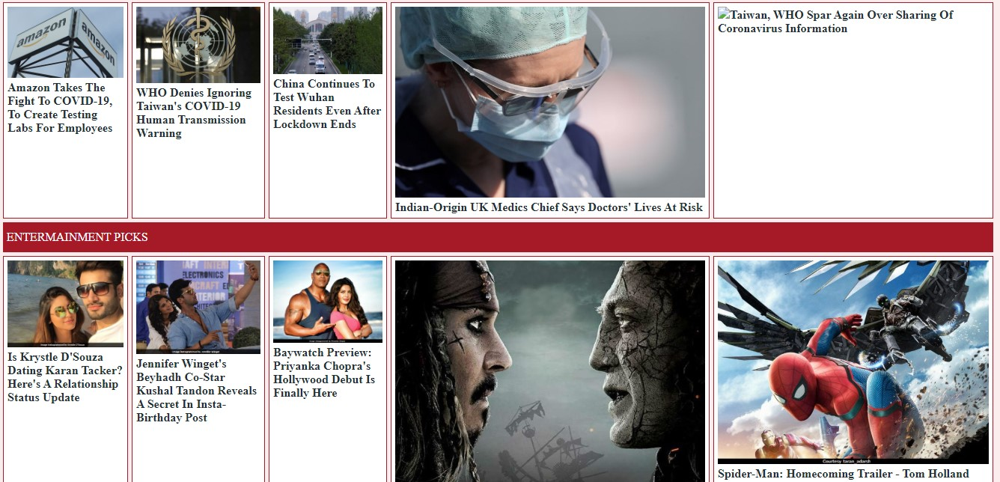 amazon
amazon
Amazon Takes The
Fight To COVID-19,
To Create Testing
Labs For Employees
WHO Denies Ignoring
Taiwan's COVID-19
Human Transmission
Warning
China Continues To
Test Wuhan
Residents Even After
Lockdown Ends
Indian-Origin UK Medics Chief Says Doctors' Lives At Risk
Taiwan, WHO Spar Again Over Sharing Of
Coronavirus Information
ENTERMAINMENT PICKS
Is Krystle D'Souza
Dating Karan Tacker?
Here's A Relationship
Status Update
ELECTRONICS
Jennifer Winget's
Beyhadh Co-Star
Kushal Tandon Reveals
A Secret In Insta-
Birthday Post
Baywatch Preview:
Priyanka Chopra's
Hollywood Debut Is
Finally Here
Courtesy taran_adarsh
Spider-Man: Homecoming Trailer - Tom Holland